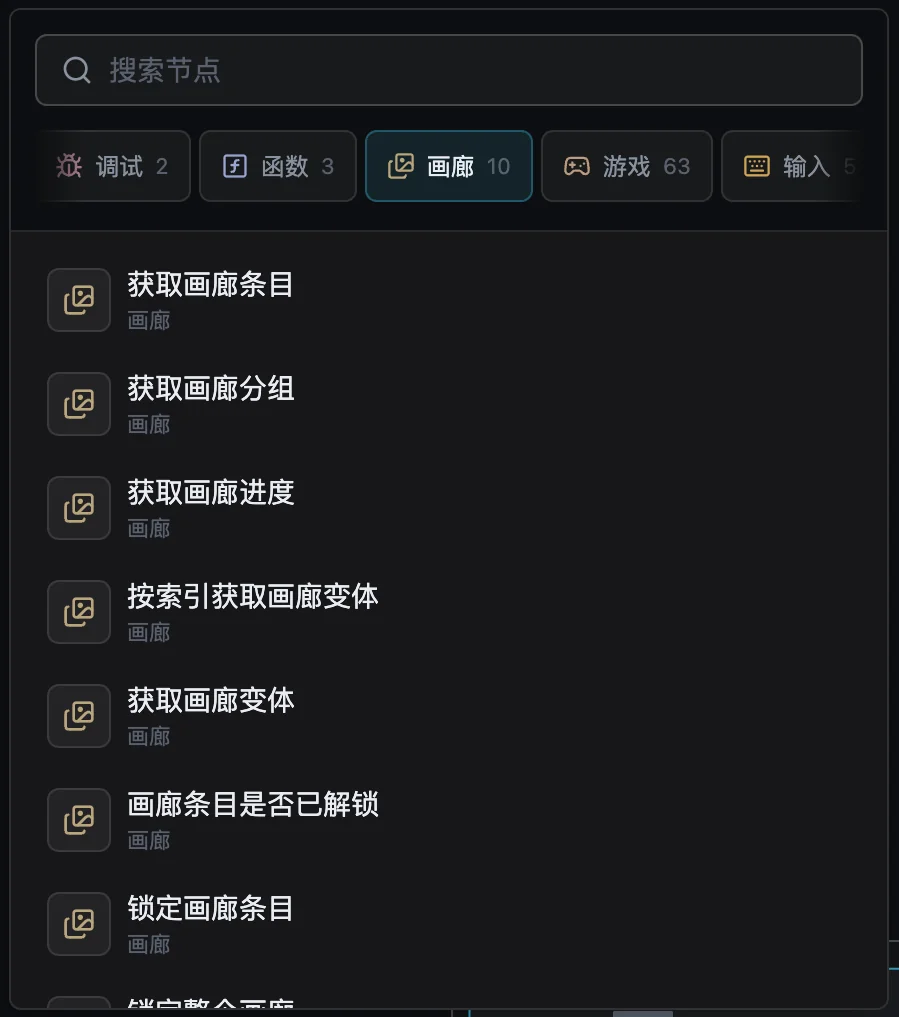 搜索节点
调试 2
函数 3
画廊 10
游戏 63
输入 5
获取画廊条目
画廊
获取画廊分组
画廊
获取画廊进度
画廊
按索引获取画廊变体
画廊
获取画廊变体
画廊
画廊条目是否已解锁
画廊
锁定画廊条目
画廊